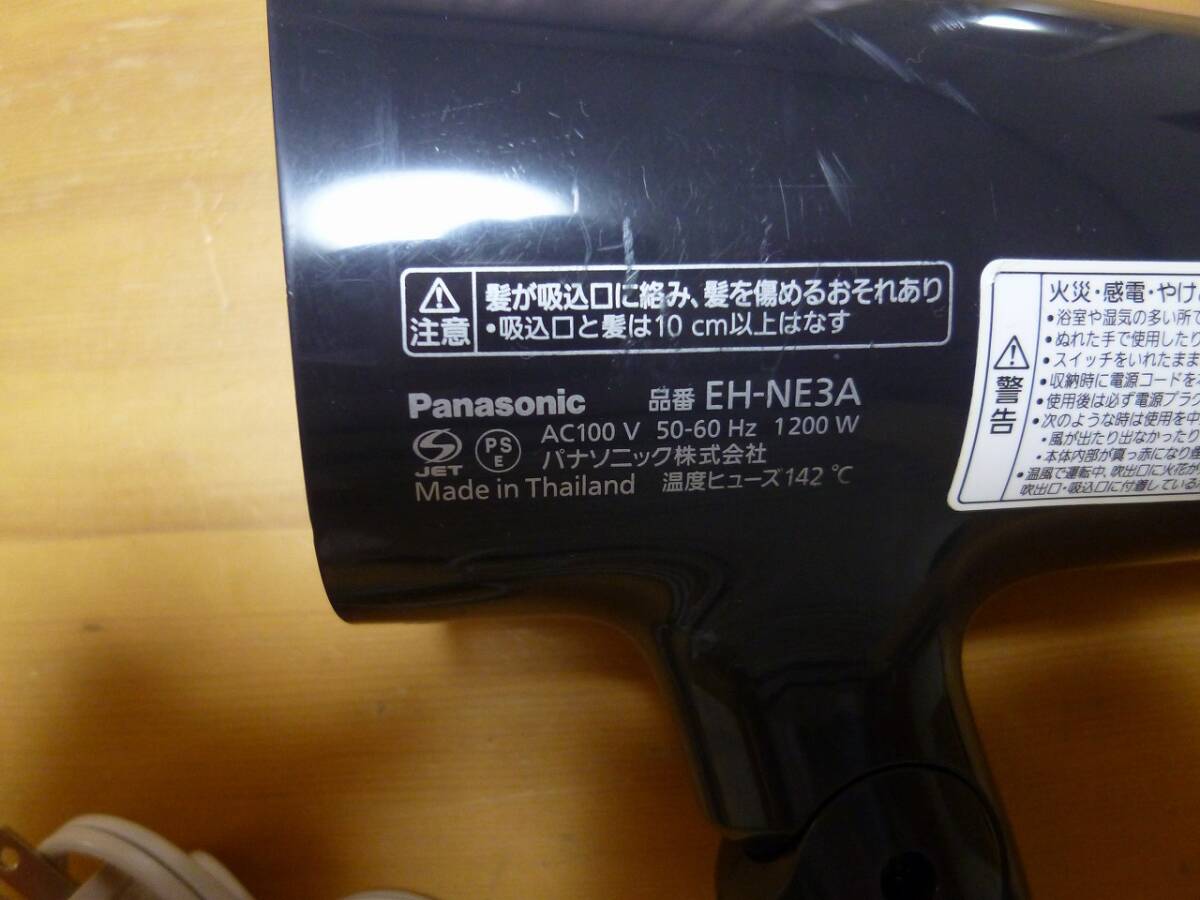 注意
髪が吸込口に絡み、髪を傷めるおそれあり
・吸込口と髪は10 cm以上はなす
Panasonic 品番 EH-NE3A
JET PS E AC100 V 50-60 Hz 1200 W
パナソニック株式会社
Made in Thailand 温度ヒューズ142 ℃
警告
火災・感電・やけ
・浴室や湿気の多い所で
・ぬれた手で使用したり
・スイッチをいれたまま
・収納時に電源コードを
・使用後は必ず電源プラ
・次のような時は使用を中
・風が出たり出なかったり
・本体内部が真っ赤になり
・温風で運転中、吹出口に火花が
吹出口・吸込口に付着している